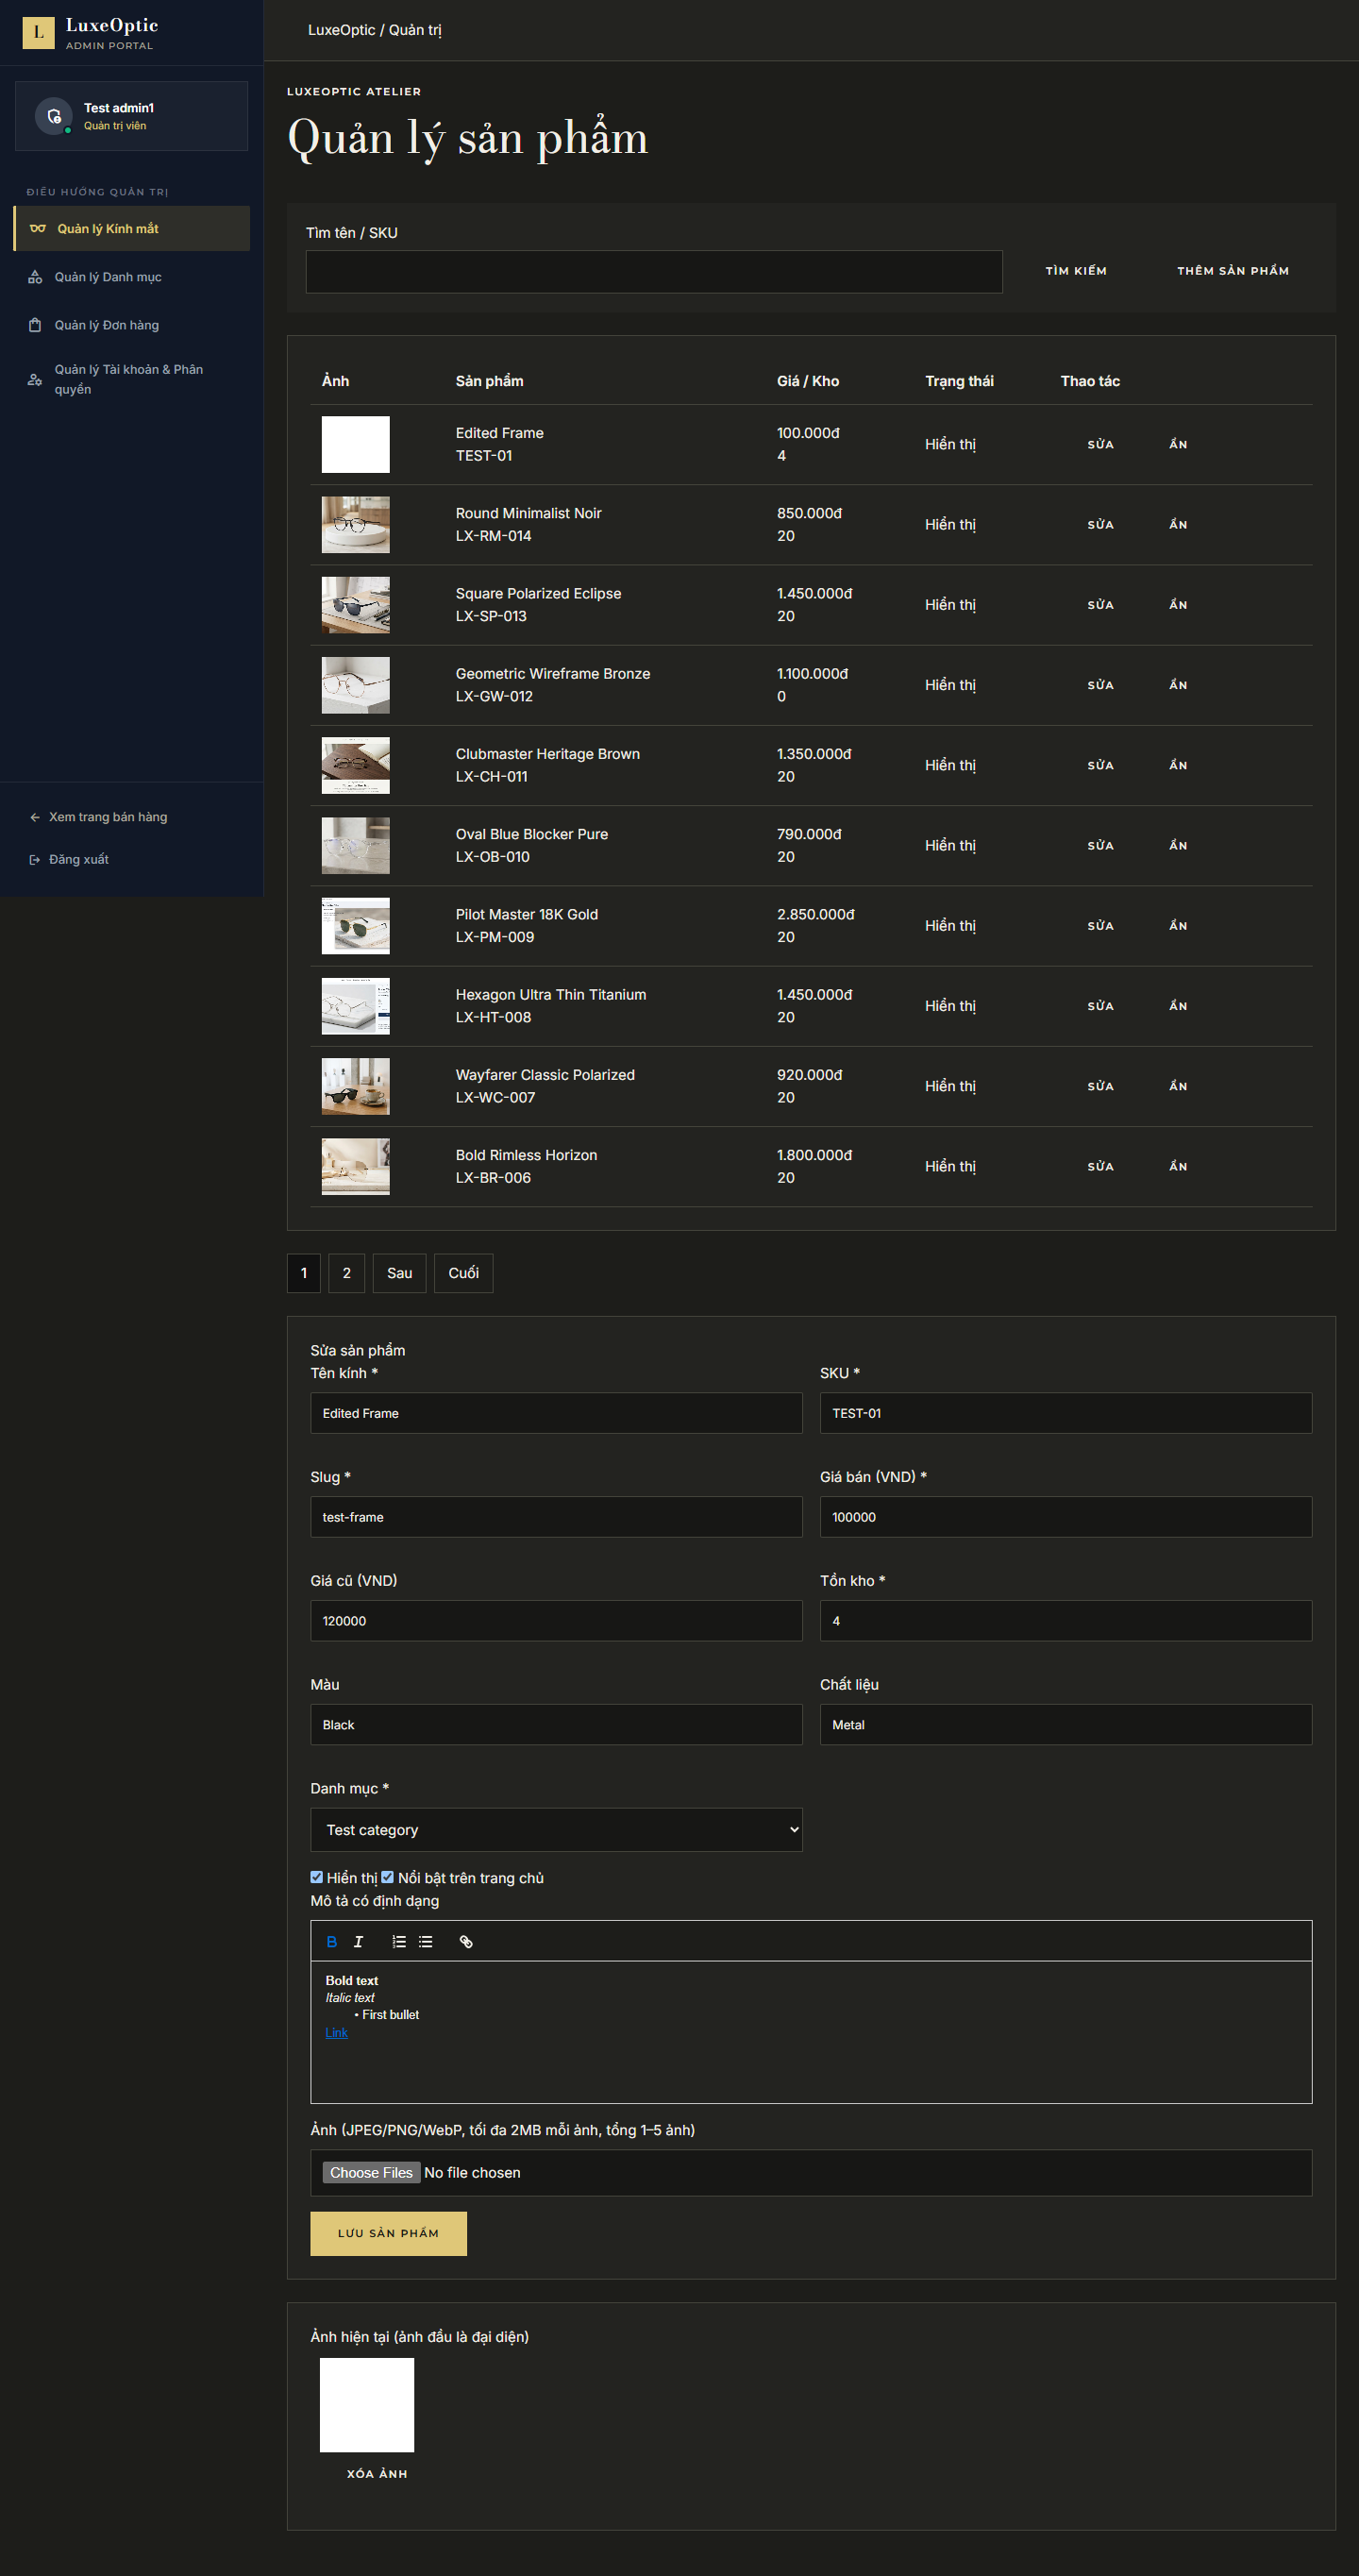 L
LuxeOptic
ADMIN PORTAL
Test admin1
Quản trị viên
ĐIỀU HƯỚNG QUẢN TRỊ
Quản lý Kính mắt
Quản lý Danh mục
Quản lý Đơn hàng
Quản lý Tài khoản & Phân
quyền
Xem trang bán hàng
Đăng xuất
LuxeOptic / Quản trị
LUXEOPTIC ATELIER
Quản lý sản phẩm
Tìm tên / SKU
TÌM KIẾM
THÊM SẢN PHẨM
Ảnh Sản phẩm Giá / Kho Trạng thái Thao tác
Edited Frame 100.000đ
TEST-01 4
Hiển thị SỬA ẨN
Round Minimalist Noir 850.000đ
LX-RM-014 20
Hiển thị SỬA ẨN
Square Polarized Eclipse 1.450.000đ
LX-SP-013 20
Hiển thị SỬA ẨN
Geometric Wireframe Bronze 1.100.000đ
LX-GW-012 0
Hiển thị SỬA ẨN
Clubmaster Heritage Brown 1.350.000đ
LX-CH-011 20
Hiển thị SỬA ẨN
Oval Blue Blocker Pure 790.000đ
LX-OB-010 20
Hiển thị SỬA ẨN
Pilot Master 18K Gold 2.850.000đ
LX-PM-009 20
Hiển thị SỬA ẨN
Hexagon Ultra Thin Titanium 1.450.000đ
LX-HT-008 20
Hiển thị SỬA ẨN
Wayfarer Classic Polarized 920.000đ
LX-WC-007 20
Hiển thị SỬA ẨN
Bold Rimless Horizon 1.800.000đ
LX-BR-006 20
Hiển thị SỬA ẨN
1 2 Sau Cuối
Sửa sản phẩm
Tên kính * SKU *
Edited Frame TEST-01
Slug * Giá bán (VND) *
test-frame 100000
Giá cũ (VND) Tồn kho *
120000 4
Màu Chất liệu
Black Metal
Danh mục *
Test category
Hiển thị Nổi bật trên trang chủ
Mô tả có định dạng
Bold text
Italic text
• First bullet
Link
Ảnh (JPEG/PNG/WebP, tối đa 2MB mỗi ảnh, tổng 1–5 ảnh)
Choose Files No file chosen
LƯU SẢN PHẨM
Ảnh hiện tại (ảnh đầu là đại diện)
XÓA ẢNH